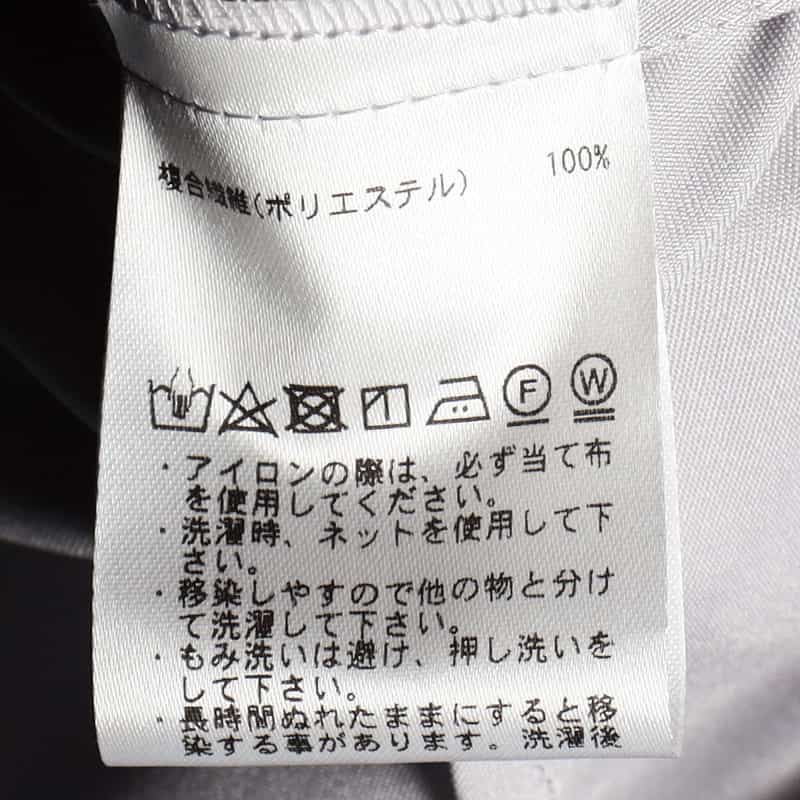 複合繊維(ポリエステル) 100%
F W
・アイロンの際は、必ず当て布
を使用してください。
・洗濯時、ネットを使用して下
さい。
・移染しやすので他の物と分け
て洗濯して下さい。
・もみ洗いは避け、押し洗いを
して下さい。
・長時間ぬれたままにすると移
染する事があります。洗濯後